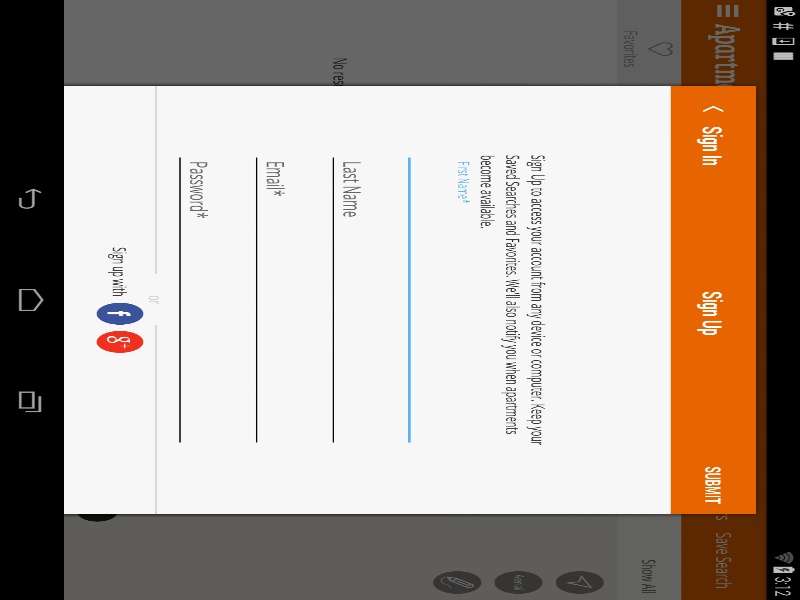 3:12
Apartm
s
Save Search
Favorites
Show All
No res
Sign In
Sign Up
SUBMIT
Sign Up to access your account from any device or computer. Keep your
Saved Searches and Favorites. We'll also notify you when apartments
become available.
First Name*
Last Name
Email*
Password*
or
Sign up with
f
g+